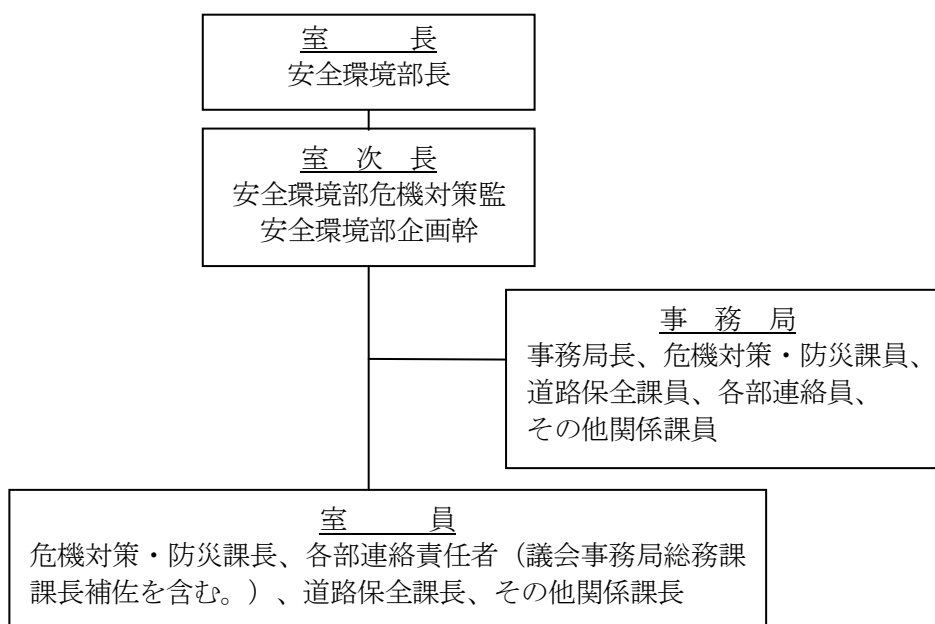 室　　　長
安全環境部長
室　次　長
安全環境部危機対策監
安全環境部企画幹
事　務　局
事務局長、危機対策・防災課員、
道路保全課員、各部連絡員、
その他関係課員
室　　　員
危機対策・防災課長、各部連絡責任者（議会事務局総務課
課長補佐を含む。）、道路保全課長、その他関係課長